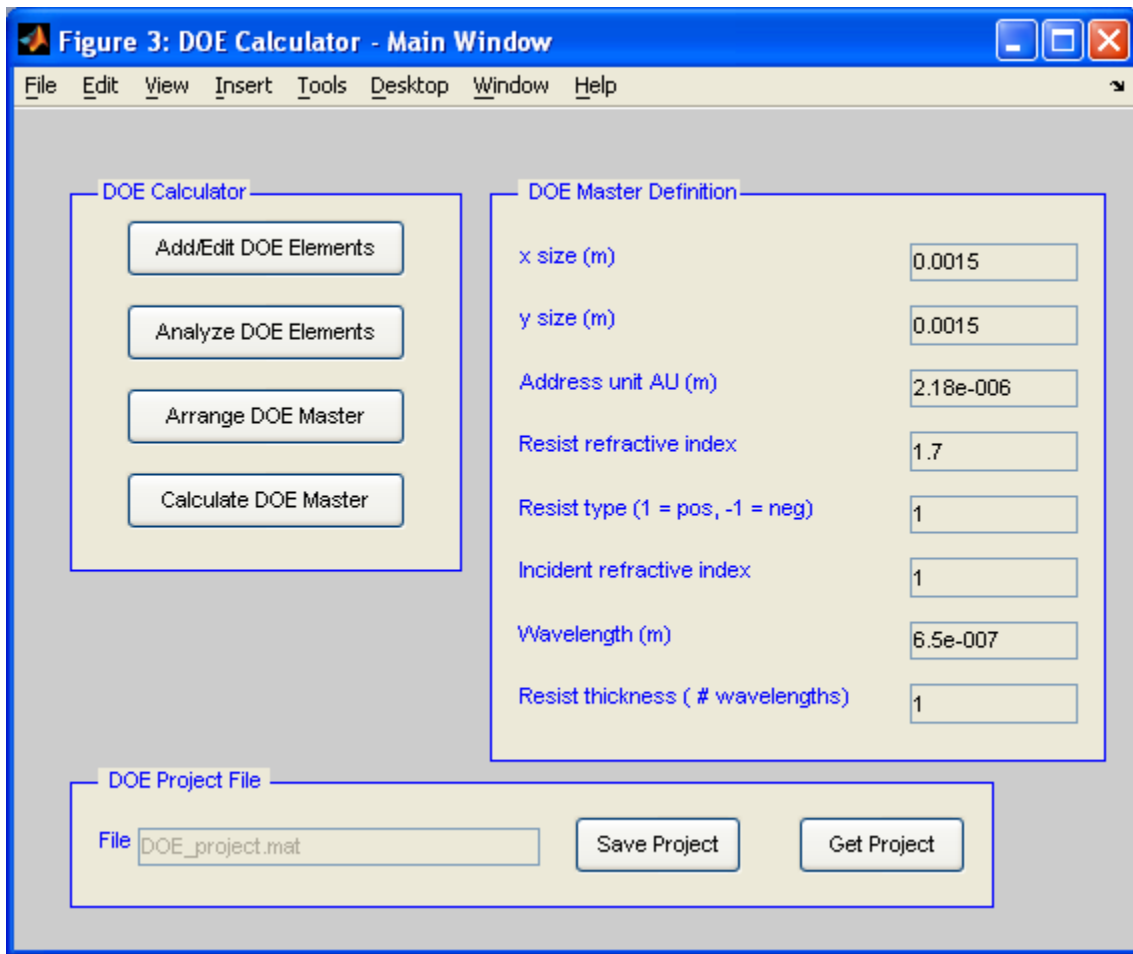 Figure 3: DOE Calculator - Main Window
File Edit View Insert Tools Desktop Window Help
DOE Calculator
Add/Edit DOE Elements
Analyze DOE Elements
Arrange DOE Master
Calculate DOE Master
DOE Master Definition
x size (m) 0.0015
y size (m) 0.0015
Address unit AU (m) 2.18e-006
Resist refractive index 1.7
Resist type (1 = pos, -1 = neg) 1
Incident refractive index 1
Wavelength (m) 6.5e-007
Resist thickness ( # wavelengths) 1
DOE Project File
File DOE_project.mat Save Project Get Project